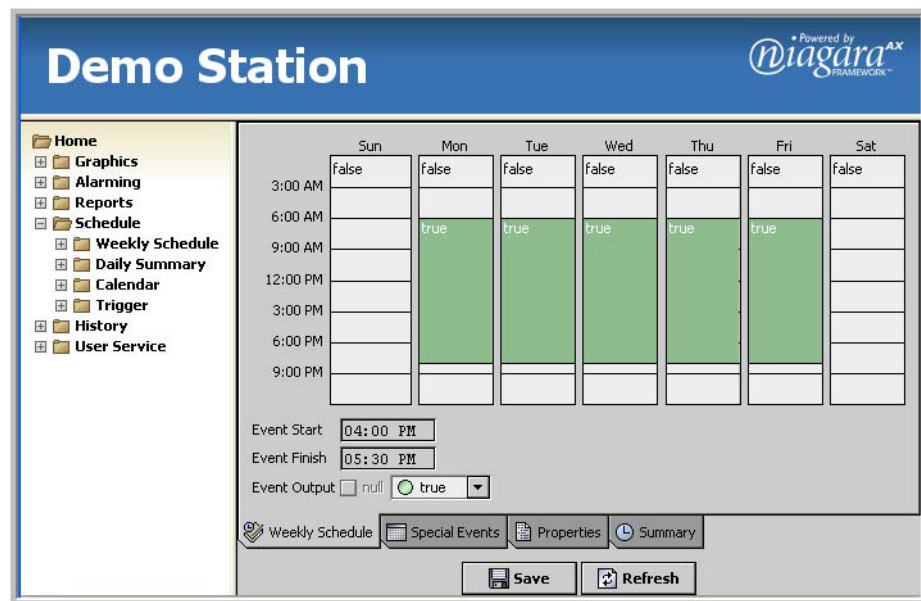 Demo Station
Powered by
Niagara AX
FRAMEWORK™
Home
Graphics
Alarming
Reports
Schedule
Weekly Schedule
Daily Summary
Calendar
Trigger
History
User Service
Sun Mon Tue Wed Thu Fri Sat
false false false false false false false
3:00 AM
6:00 AM
true true true true true
9:00 AM
12:00 PM
3:00 PM
6:00 PM
9:00 PM
Event Start 04:00 PM
Event Finish 05:30 PM
Event Output null true
Weekly Schedule Special Events Properties Summary
Save Refresh